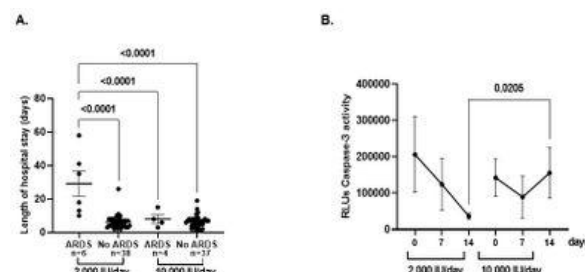 A.
<0.0001
<0.0001
<0.0001
Length of hospital stay (days)
80
60
40
20
0
ARDS No ARDS ARDS No ARDS
n=6 n=38 n=4 n=37
2,000 IU/day 10,000 IU/day
B.
0.0205
RLUs Caspase-3 activity
400000
300000
200000
100000
0
0 7 14 0 7 14 days
2,000 IU/day 10,000 IU/day